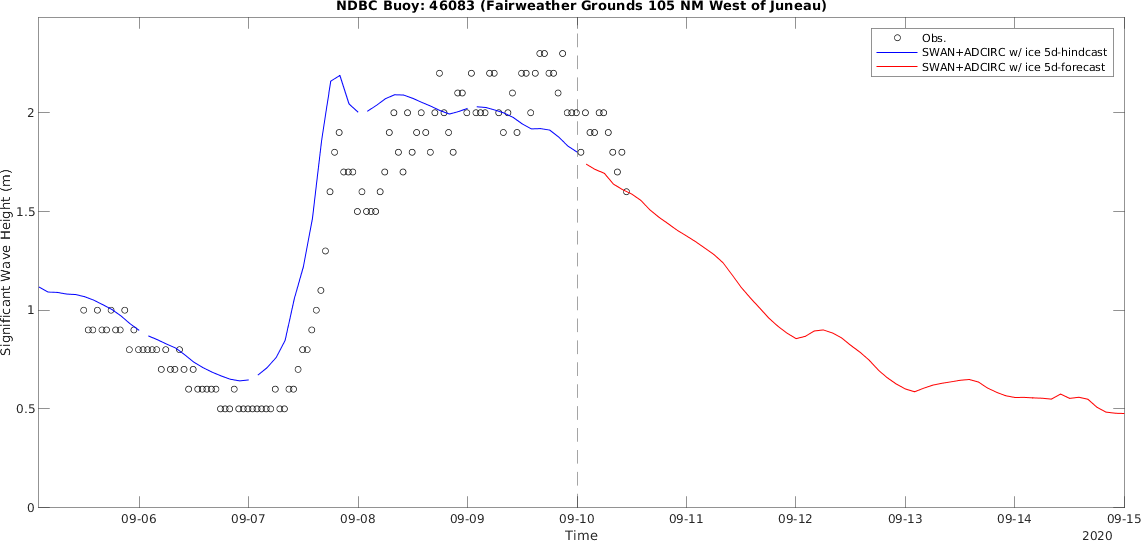 NDBC Buoy: 46083 (Fairweather Grounds 105 NM West of Juneau)
Obs.
SWAN+ADCIRC w/ ice 5d-hindcast
SWAN+ADCIRC w/ ice 5d-forecast
Significant Wave Height (m)
2
1.5
1
0.5
0
09-06 09-07 09-08 09-09 09-10 09-11 09-12 09-13 09-14 09-15
Time
2020